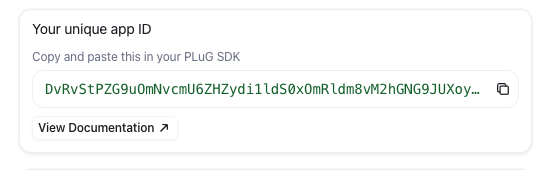 Your unique app ID
Copy and paste this in your PLuG SDK
DvRvStPZG9uOmNvcmU6ZHZydi1ldS0xOmRldm8vM2hGNG9JUXoy…
View Documentation ↗